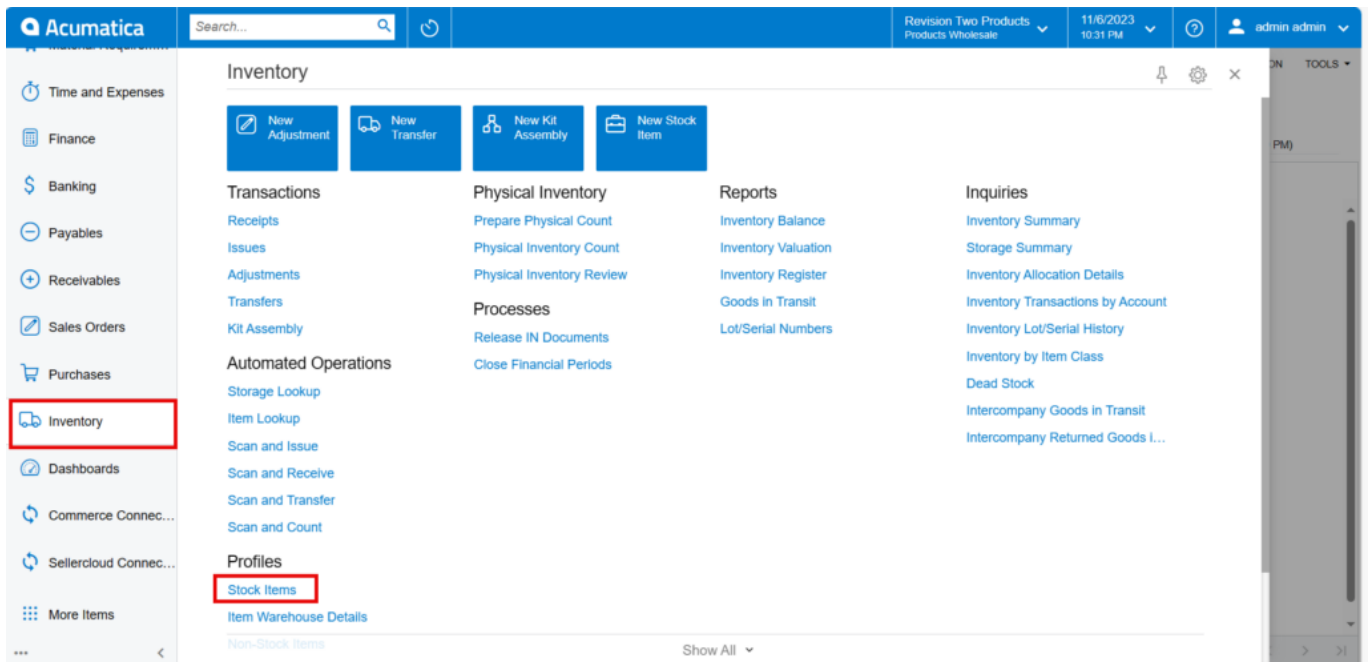 Acumatica
Search...
Revision Two Products
Products Wholesale
11/6/2023
10:31 PM
admin admin
Time and Expenses
Finance
Banking
Payables
Receivables
Sales Orders
Purchases
Inventory
Dashboards
Commerce Connec...
Sellercloud Connec...
More Items
Inventory
New Adjustment
New Transfer
New Kit Assembly
New Stock Item
Transactions
Receipts
Issues
Adjustments
Transfers
Kit Assembly
Automated Operations
Storage Lookup
Item Lookup
Scan and Issue
Scan and Receive
Scan and Transfer
Scan and Count
Profiles
Stock Items
Item Warehouse Details
Non-Stock Items
Physical Inventory
Prepare Physical Count
Physical Inventory Count
Physical Inventory Review
Processes
Release IN Documents
Close Financial Periods
Reports
Inventory Balance
Inventory Valuation
Inventory Register
Goods in Transit
Lot/Serial Numbers
Inquiries
Inventory Summary
Storage Summary
Inventory Allocation Details
Inventory Transactions by Account
Inventory Lot/Serial History
Inventory by Item Class
Dead Stock
Intercompany Goods in Transit
Intercompany Returned Goods i...
Show All
TOOLS
PM)